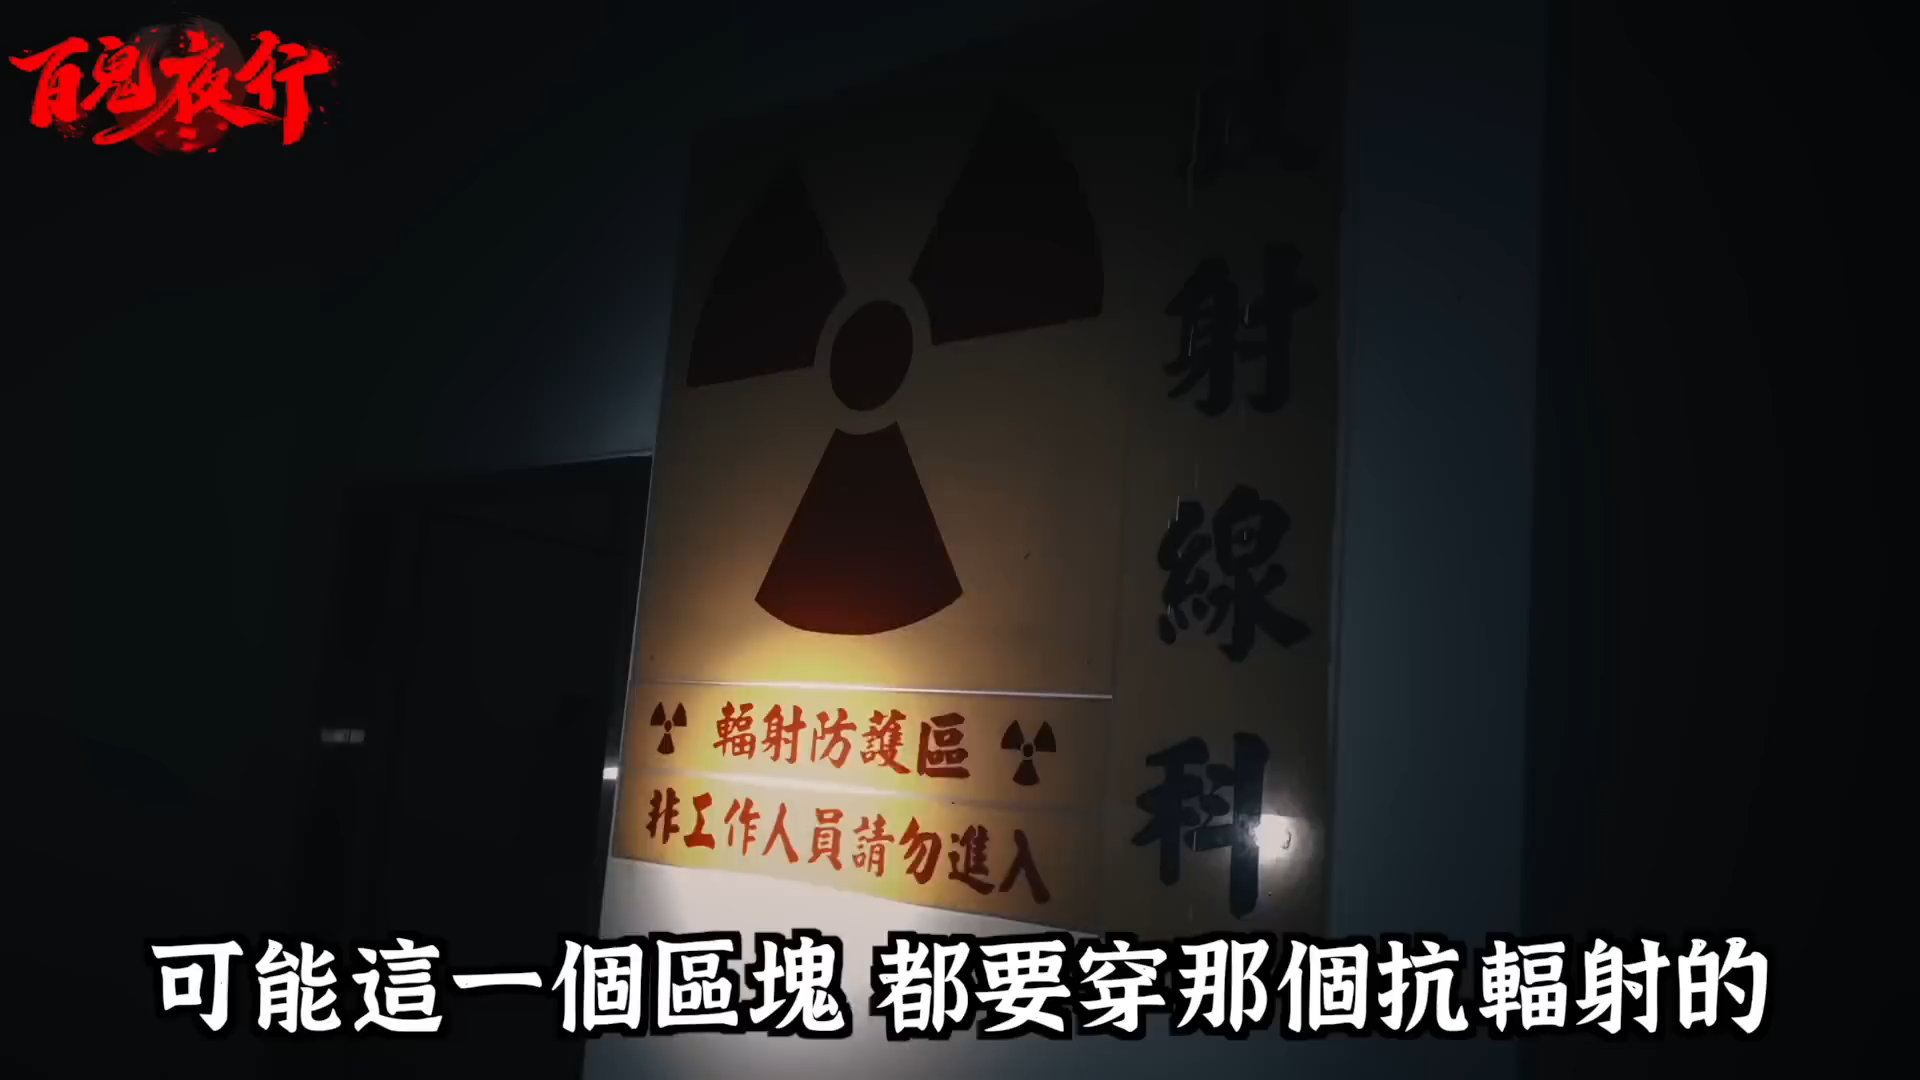 百鬼夜行
射線科
輻射防護區
非工作人員請勿進入
可能這一個區塊 都要穿那個抗輻射的